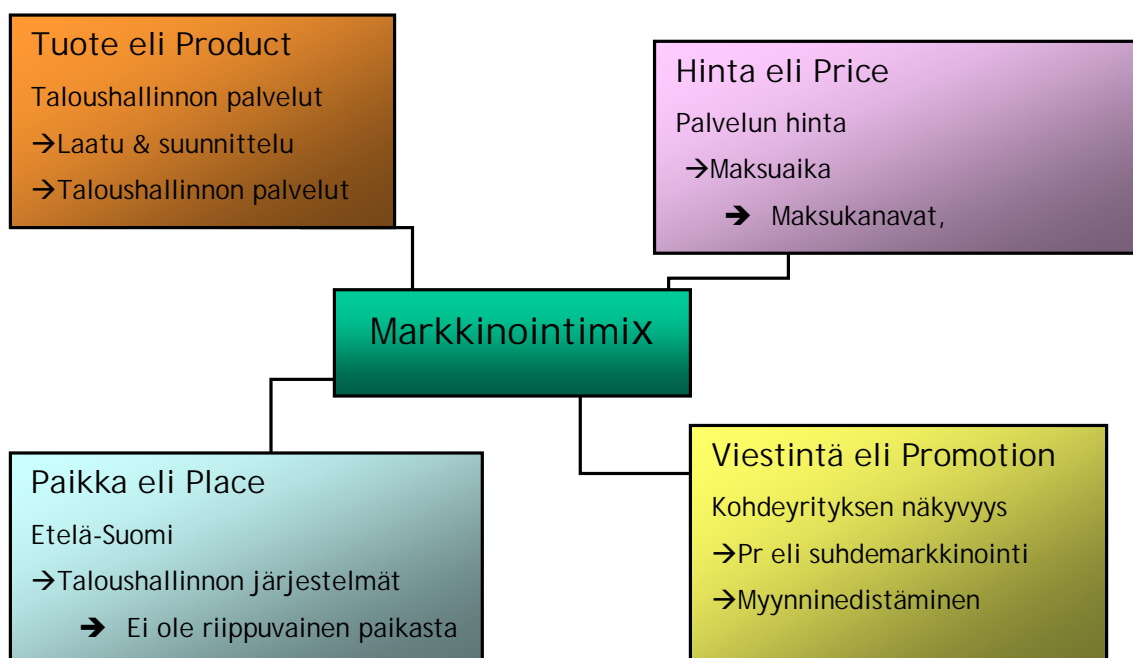 Tuote eli Product
Taloushallinnon palvelut
→Laatu & suunnittelu
→Taloushallinnon palvelut
Hinta eli Price
Palvelun hinta
→Maksuaika
➔ Maksukanavat,
Markkinointimix
Paikka eli Place
Etelä-Suomi
→Taloushallinnon järjestelmät
➔ Ei ole riippuvainen paikasta
Viestintä eli Promotion
Kohdeyrityksen näkyvyys
→Pr eli suhdemarkkinointi
→Myynninedistäminen